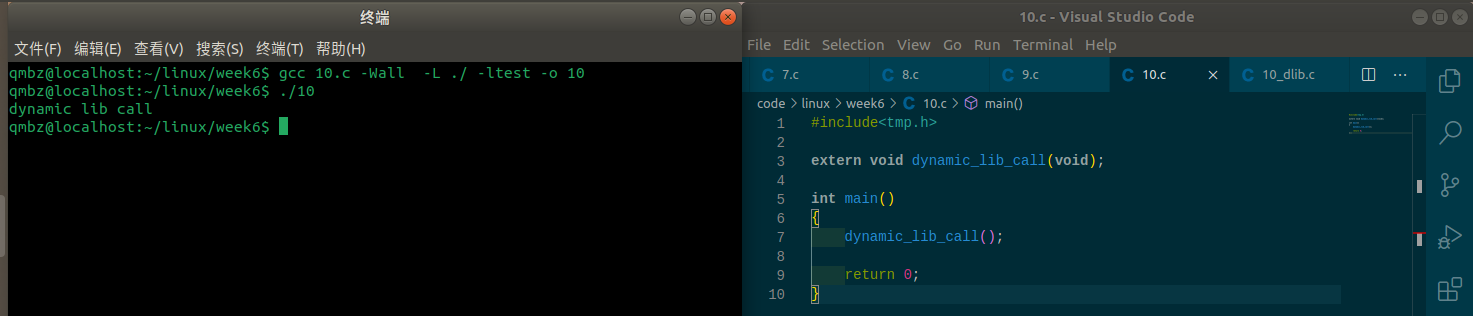 终端
文件(F) 编辑(E) 查看(V) 搜索(S) 终端(T) 帮助(H)
qmbz@localhost:~/linux/week6$ gcc 10.c -Wall  -L ./ -ltest -o 10
qmbz@localhost:~/linux/week6$ ./10
dynamic lib call
qmbz@localhost:~/linux/week6$
10.c - Visual Studio Code
File Edit Selection View Go Run Terminal Help
C 7.c C 8.c C 9.c C 10.c × C 10_dlib.c ···
code > linux > week6 > C 10.c > main()
1 #include<tmp.h>
2
3 extern void dynamic_lib_call(void);
4
5 int main()
6 {
7     dynamic_lib_call();
8
9     return 0;
10 }